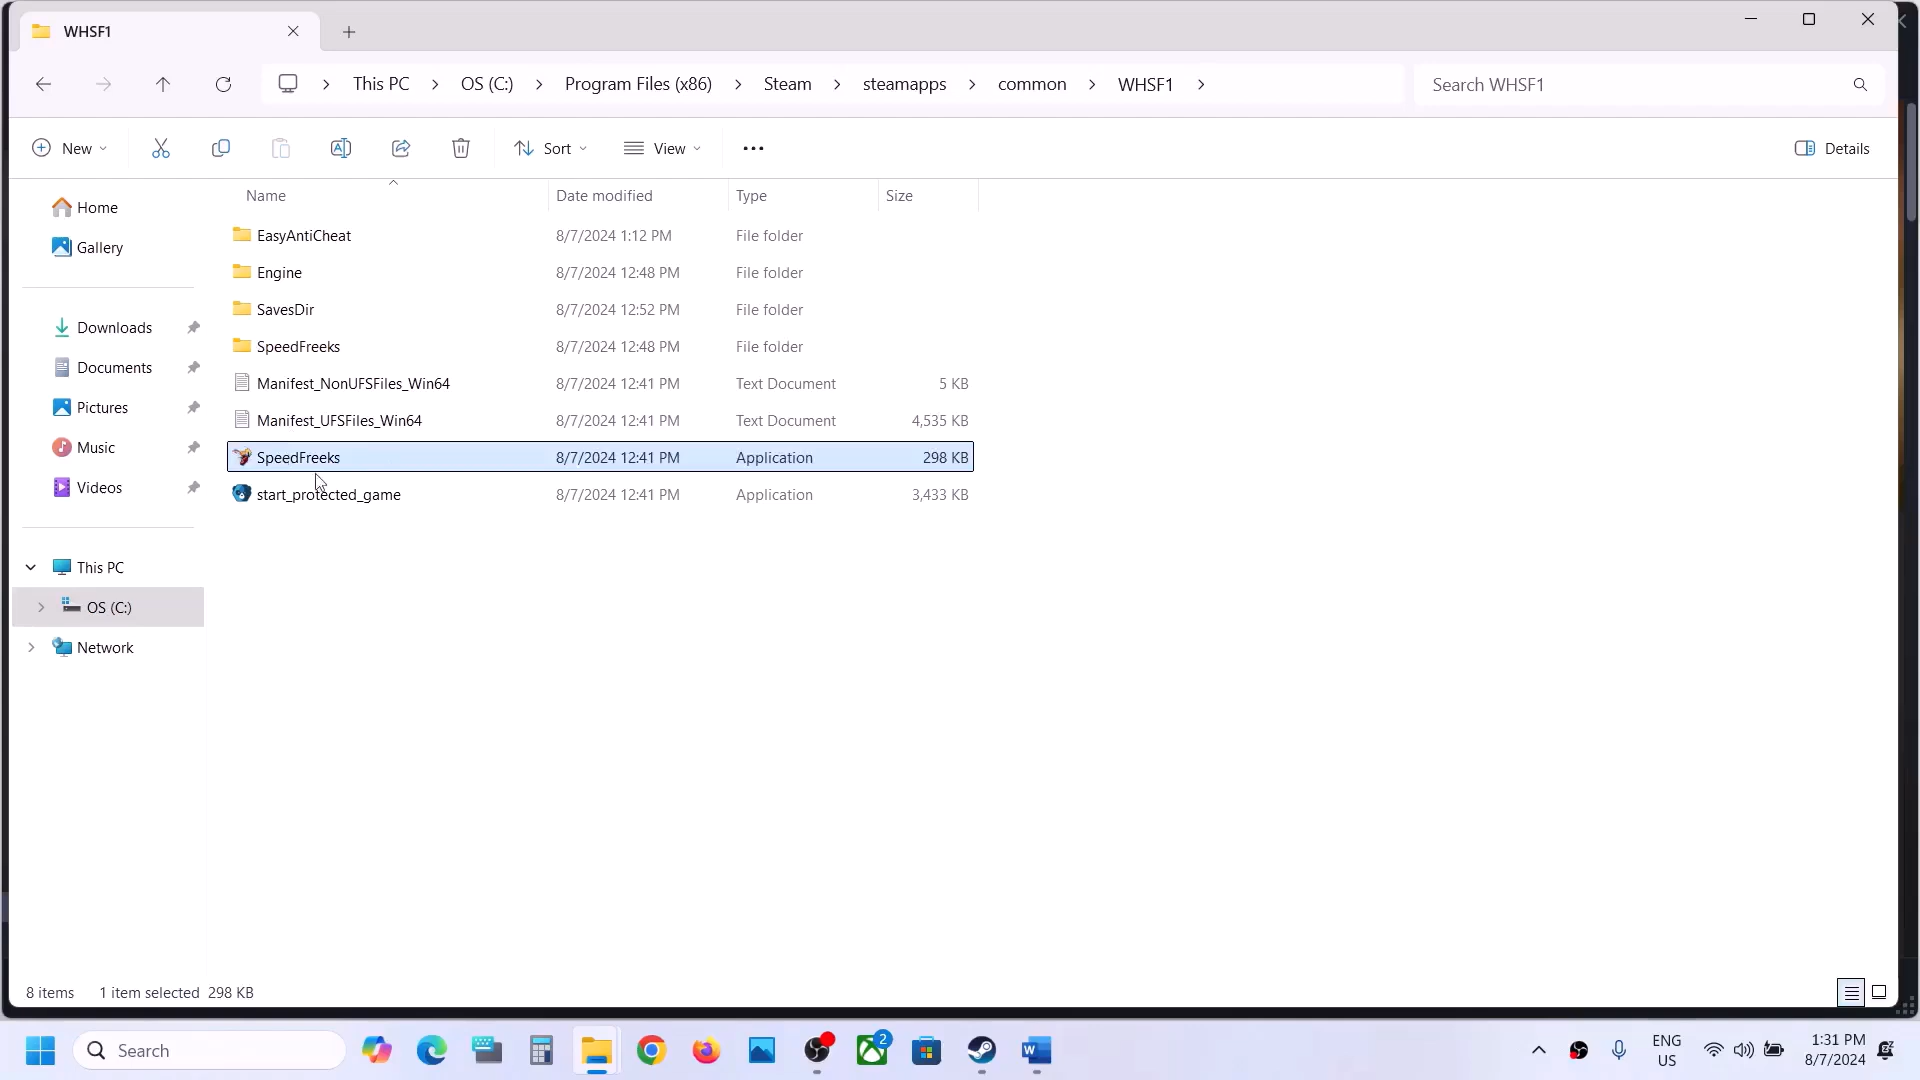 WHSF1
This PC > OS (C:) > Program Files (x86) > Steam > steamapps > common > WHSF1 >
Search WHSF1
New
Sort
View
Details
Name Date modified Type Size
Home
Gallery
Downloads
Documents
Pictures
Music
Videos
This PC
OS (C:)
Network
EasyAntiCheat 8/7/2024 1:12 PM File folder
Engine 8/7/2024 12:48 PM File folder
SavesDir 8/7/2024 12:52 PM File folder
SpeedFreeks 8/7/2024 12:48 PM File folder
Manifest_NonUFSFiles_Win64 8/7/2024 12:41 PM Text Document 5 KB
Manifest_UFSFiles_Win64 8/7/2024 12:41 PM Text Document 4,535 KB
SpeedFreeks 8/7/2024 12:41 PM Application 298 KB
start_protected_game 8/7/2024 12:41 PM Application 3,433 KB
8 items 1 item selected 298 KB
Search
2
ENG
US
1:31 PM
8/7/2024